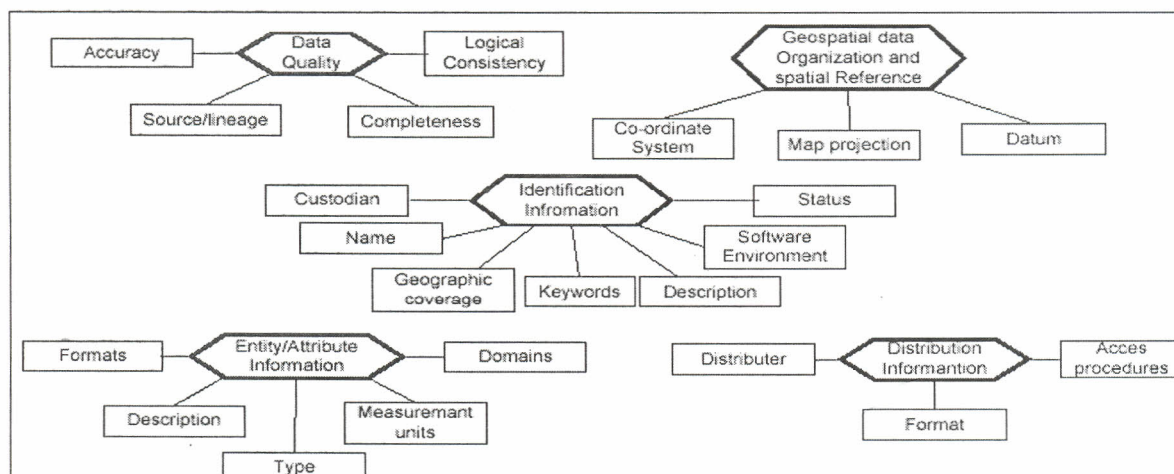 Accuracy
Data
Quality
Logical
Consistency
Source/lineage
Completeness
Geospatial data
Organization and
spatial Reference
Co-ordinate
System
Map projection
Datum
Custodian
Identification
Infromation
Status
Name
Software
Environment
Geographic
coverage
Keywords
Description
Formats
Entity/Attribute
Information
Domains
Description
Measuremant
units
Type
Distributer
Distribution
Informantion
Acces
procedures
Format